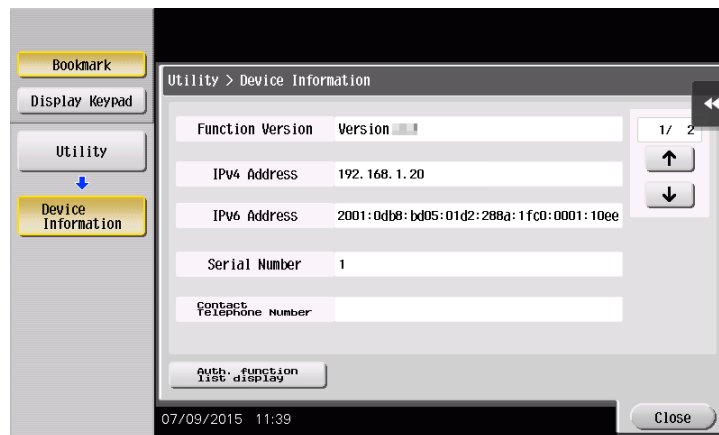 Bookmark
Display Keypad
Utility
Device
Information
Utility > Device Information
Function Version Version
1/ 2
IPv4 Address 192.168.1.20
IPv6 Address 2001:0db8:bd05:01d2:288a:1fc0:0001:10ee
Serial Number 1
Contact
Telephone Number
Auth. function
list display
07/09/2015 11:39
Close